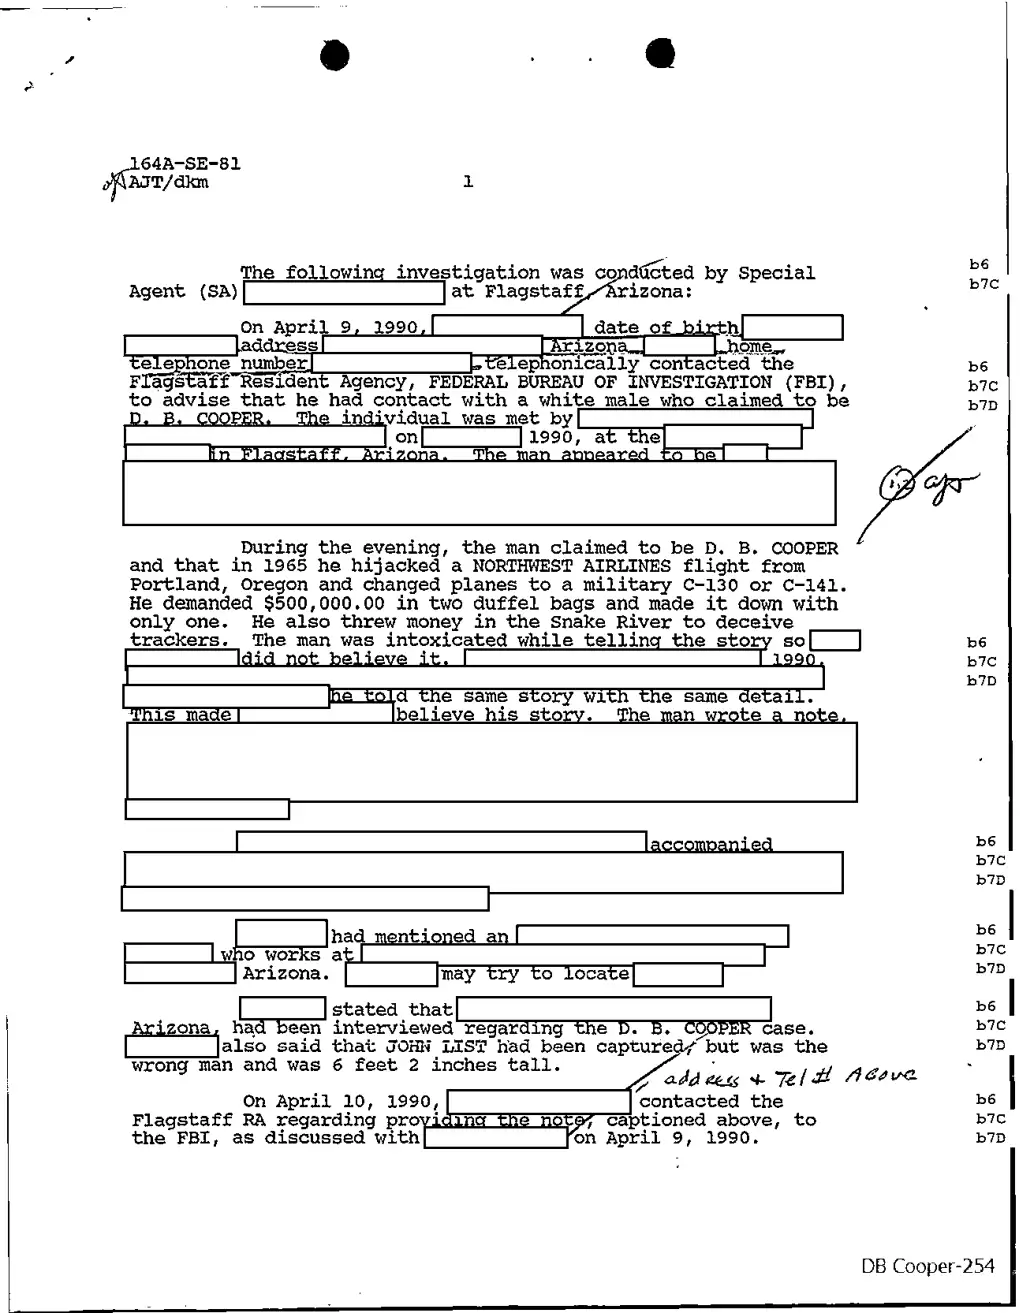 164A-SE-81
AJT/dkm 1
The following investigation was conducted by Special b6
Agent (SA) at Flagstaff, Arizona: b7C
On April 9, 1990, date of birth
address Arizona home
telephone number telephonically contacted the b6
Flagstaff Resident Agency, FEDERAL BUREAU OF INVESTIGATION (FBI), b7C
to advise that he had contact with a white male who claimed to be b7D
D. B. COOPER. The individual was met by
on 1990, at the
in Flagstaff, Arizona. The man appeared to be
During the evening, the man claimed to be D. B. COOPER
and that in 1965 he hijacked a NORTHWEST AIRLINES flight from
Portland, Oregon and changed planes to a military C-130 or C-141.
He demanded $500,000.00 in two duffel bags and made it down with
only one. He also threw money in the Snake River to deceive
trackers. The man was intoxicated while telling the story so b6
did not believe it. 1990, b7C
b7D
he told the same story with the same detail.
This made believe his story. The man wrote a note.
accompanied b6
b7C
b7D
had mentioned an b6
who works at b7C
Arizona. may try to locate b7D
stated that b6
Arizona, had been interviewed regarding the D. B. COOPER case. b7C
also said that JOHN LIST had been captured, but was the b7D
wrong man and was 6 feet 2 inches tall.
address + Tel # Above
On April 10, 1990, contacted the b6
Flagstaff RA regarding providing the note, captioned above, to b7C
the FBI, as discussed with on April 9, 1990. b7D
DB Cooper-254